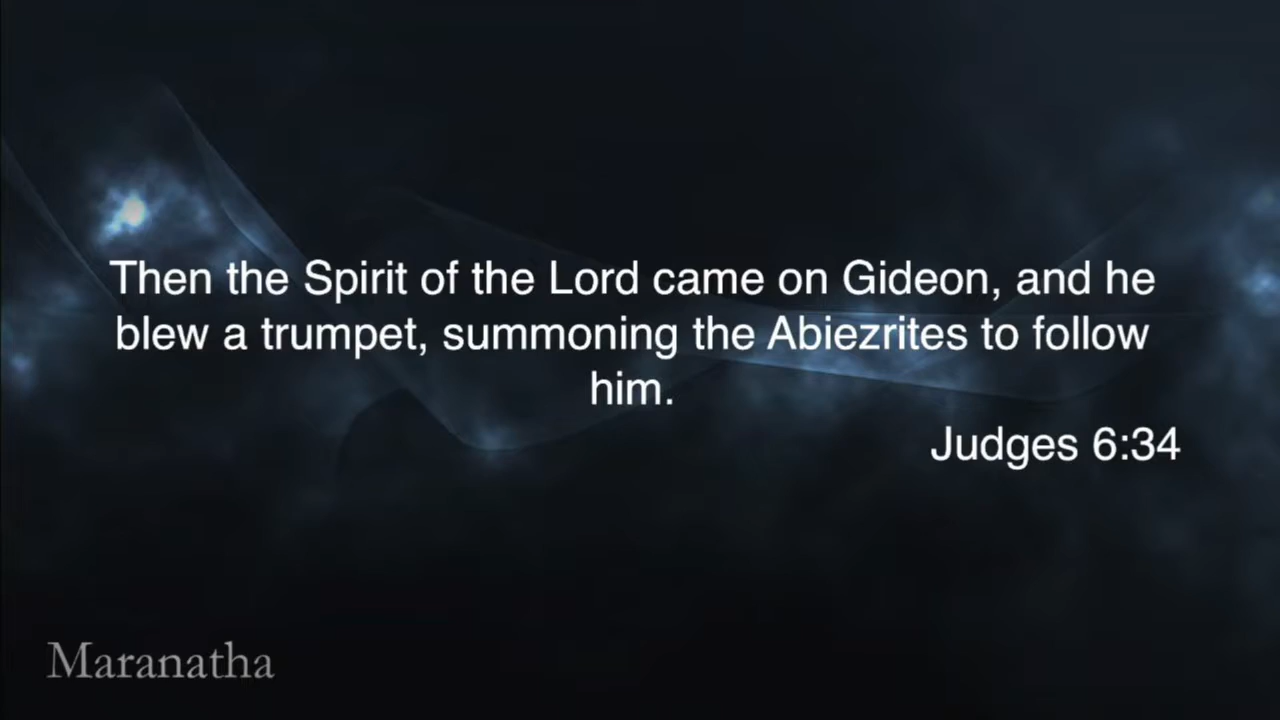 Then the Spirit of the Lord came on Gideon, and he
blew a trumpet, summoning the Abiezrites to follow
him.
Judges 6:34
Maranatha